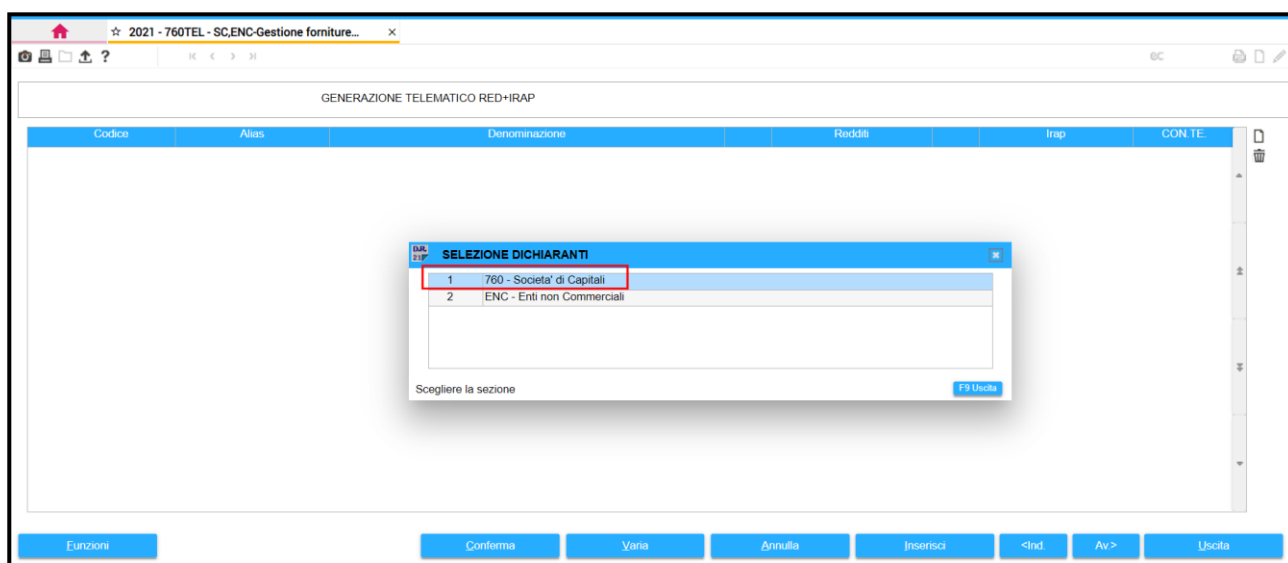 ☆ 2021 - 760TEL - SC,ENC-Gestione forniture... ×
?
ec
GENERAZIONE TELEMATICO RED+IRAP
Codice Alias Denominazione Redditi Irap CON.TE.
D.R. 21 SELEZIONE DICHIARANTI
1 760 - Societa' di Capitali
2 ENC - Enti non Commerciali
Scegliere la sezione F9 Uscita
Funzioni Conferma Varia Annulla Inserisci <Ind. Av.> Uscita